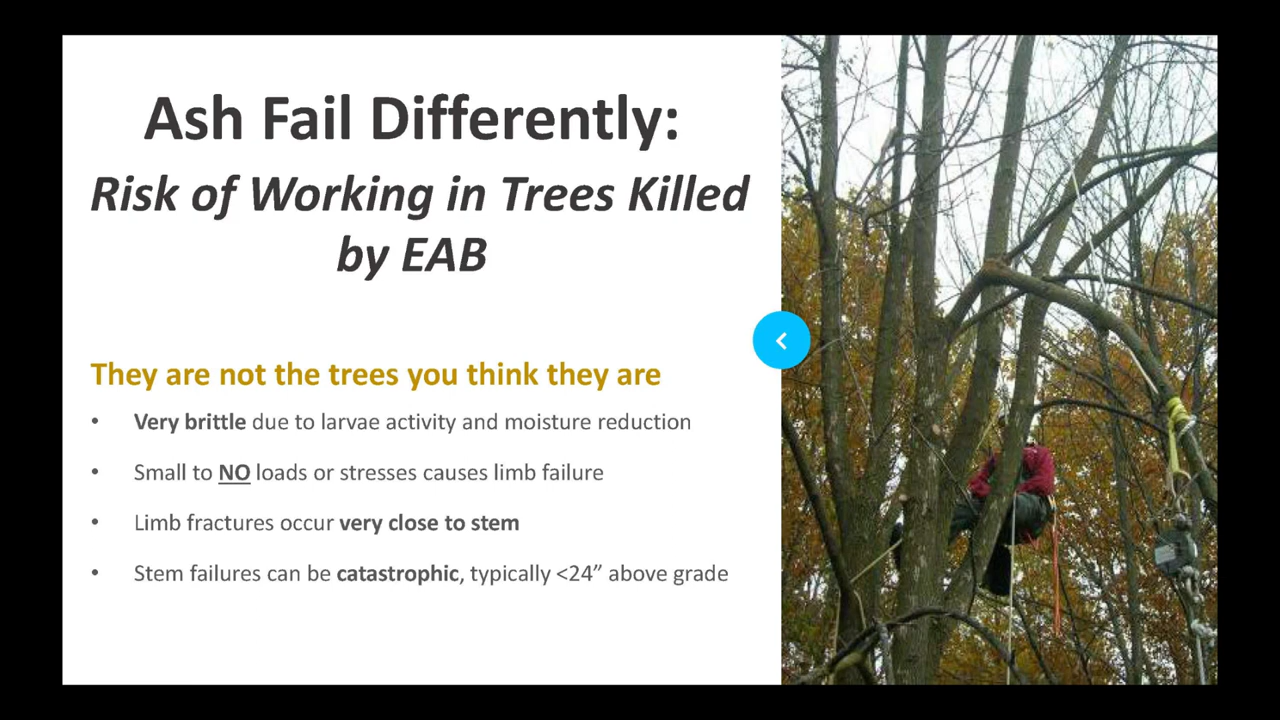 Ash Fail Differently:
Risk of Working in Trees Killed
by EAB
They are not the trees you think they are
• Very brittle due to larvae activity and moisture reduction
• Small to NO loads or stresses causes limb failure
• Limb fractures occur very close to stem
• Stem failures can be catastrophic, typically <24” above grade